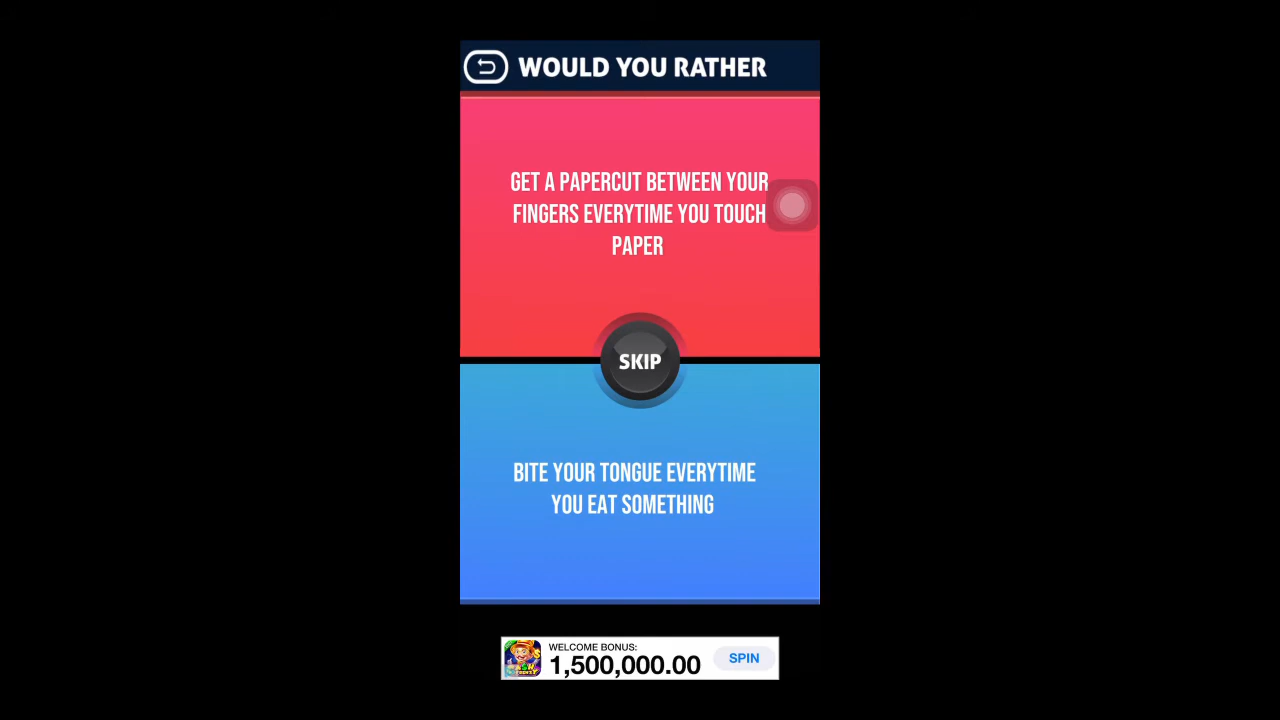 WOULD YOU RATHER
GET A PAPERCUT BETWEEN YOUR
FINGERS EVERYTIME YOU TOUCH
PAPER
SKIP
BITE YOUR TONGUE EVERYTIME
YOU EAT SOMETHING
WELCOME BONUS:
1,500,000.00
SPIN